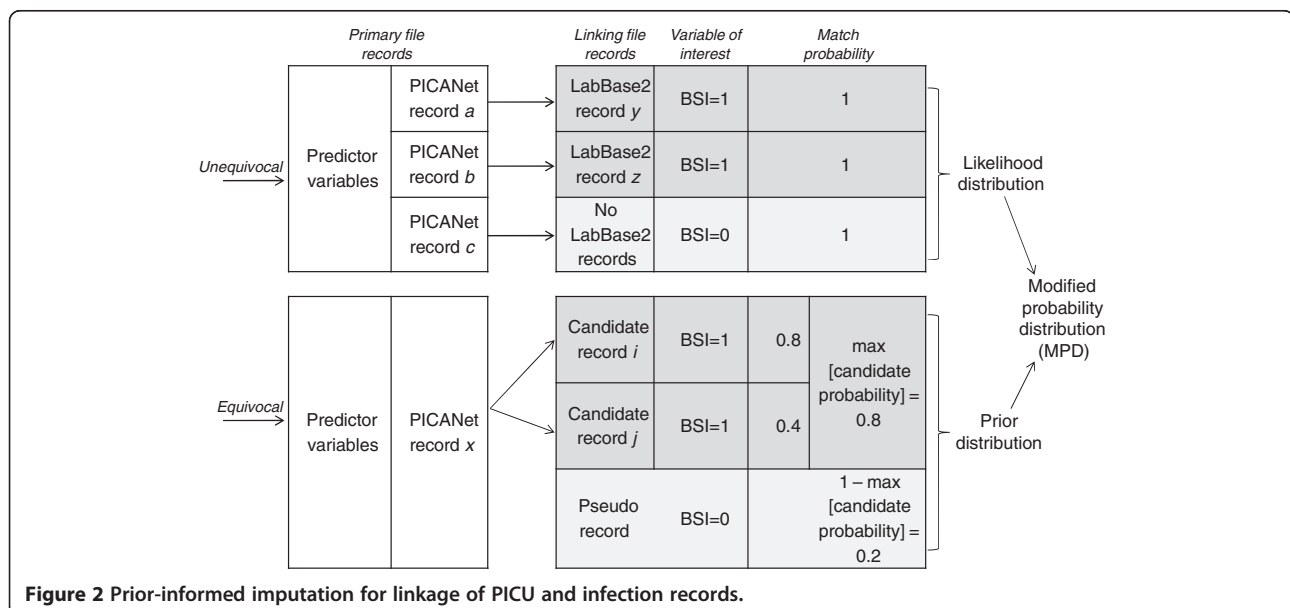 Primary file
records
Linking file
records
Variable of
interest
Match
probability
Unequivocal
Predictor
variables
PICANet
record a
LabBase2
record y
BSI=1
1
PICANet
record b
LabBase2
record z
BSI=1
1
PICANet
record c
No
LabBase2
records
BSI=0
1
Likelihood
distribution
Modified
probability
distribution
(MPD)
Equivocal
Predictor
variables
PICANet
record x
Candidate
record i
BSI=1
0.8
Candidate
record j
BSI=1
0.4
max
[candidate
probability] =
0.8
Pseudo
record
BSI=0
1 – max
[candidate
probability] =
0.2
Prior
distribution
Figure 2 Prior-informed imputation for linkage of PICU and infection records.